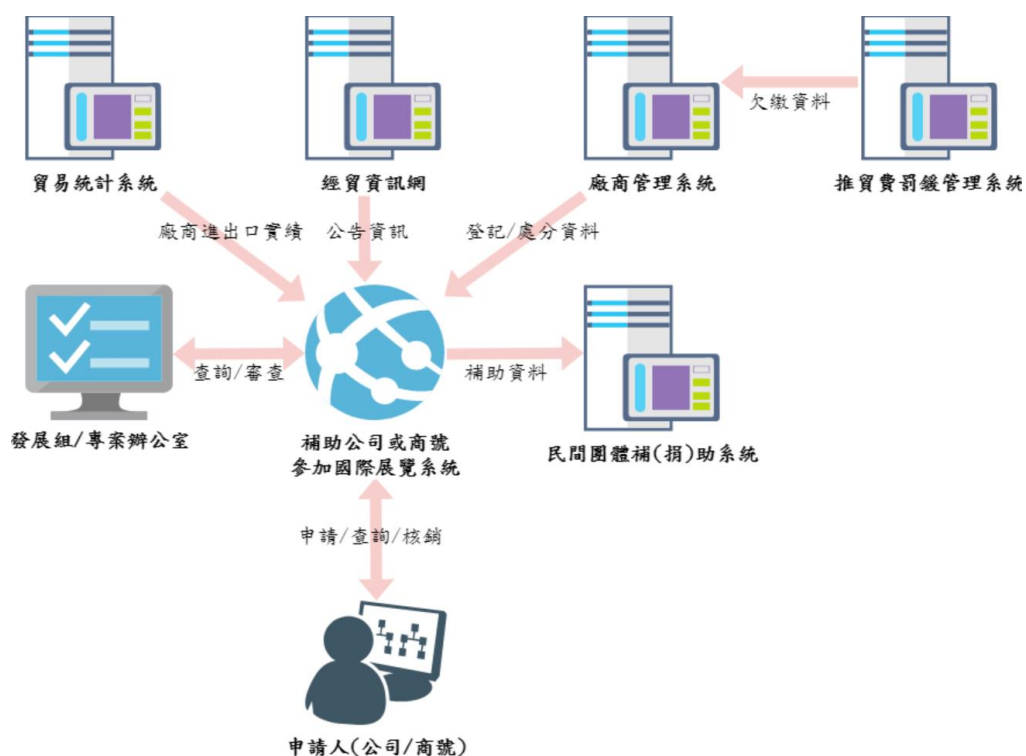 欠繳資料
貿易統計系統
經貿資訊網
廠商管理系統
推貿費罰鍰管理系統
廠商進出口實績
公告資訊
登記/處分資料
查詢/審查
補助資料
發展組/專案辦公室
補助公司或商號
參加國際展覽系統
民間團體補(捐)助系統
申請/查詢/核銷
申請人(公司/商號)